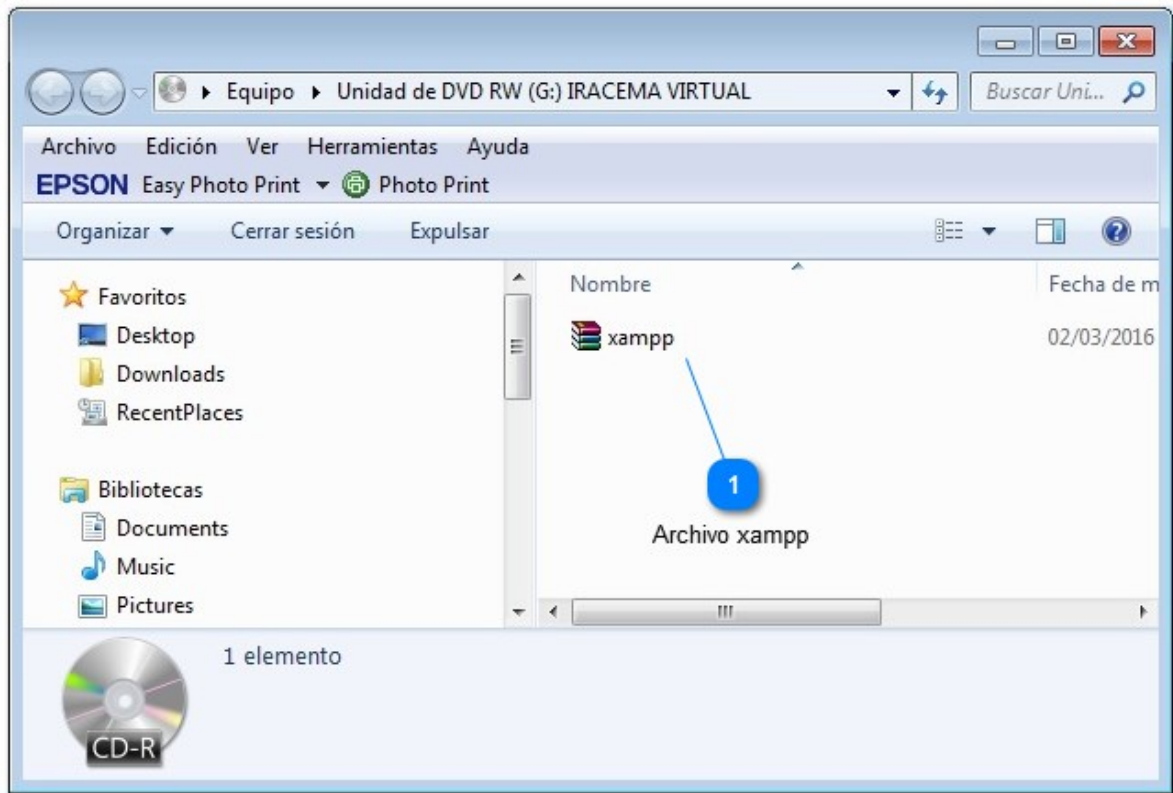 Equipo ▸ Unidad de DVD RW (G:) IRACEMA VIRTUAL
Buscar Uni...
Archivo Edición Ver Herramientas Ayuda
EPSON Easy Photo Print Photo Print
Organizar Cerrar sesión Expulsar
Favoritos
Desktop
Downloads
RecentPlaces
Bibliotecas
Documents
Music
Pictures
Nombre Fecha de m
xampp 02/03/2016
1
Archivo xampp
1 elemento
CD-R